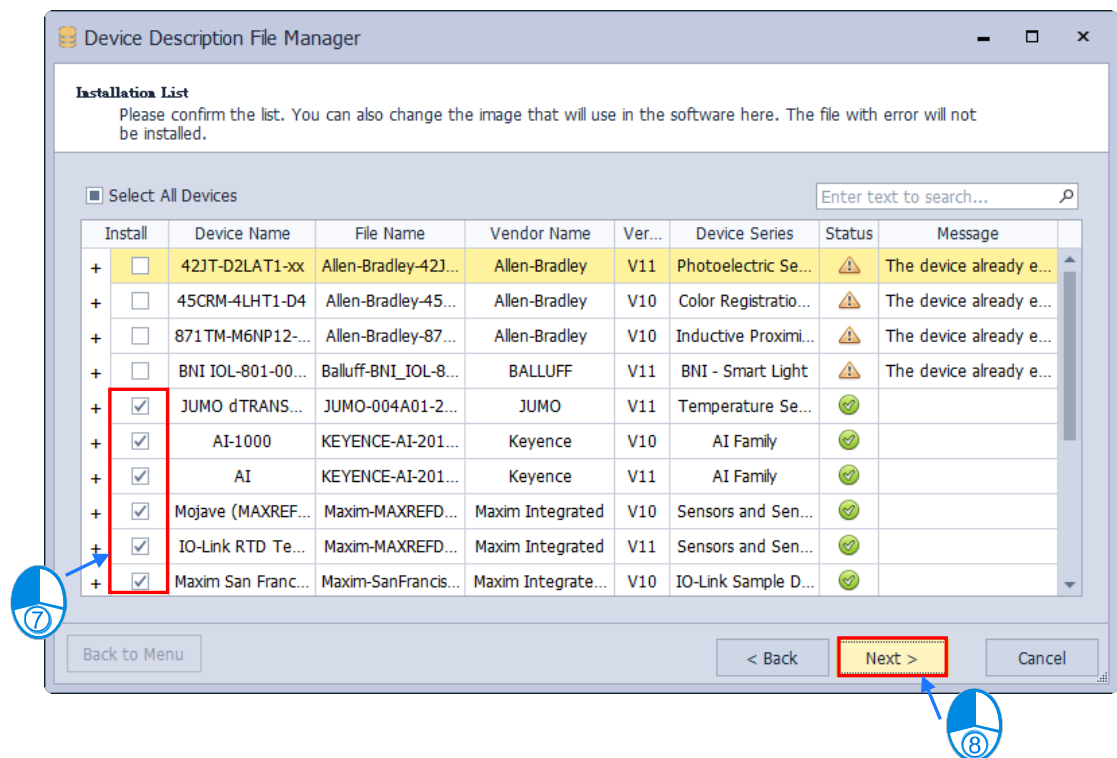 Device Description File Manager
Installation List
Please confirm the list. You can also change the image that will use in the software here. The file with error will not
be installed.
Select All Devices
Enter text to search...
Install Device Name File Name Vendor Name Ver... Device Series Status Message
+ 42JT-D2LAT1-xx Allen-Bradley-42J... Allen-Bradley V11 Photoelectric Se... The device already e...
+ 45CRM-4LHT1-D4 Allen-Bradley-45... Allen-Bradley V10 Color Registratio... The device already e...
+ 871TM-M6NP12-... Allen-Bradley-87... Allen-Bradley V10 Inductive Proximi... The device already e...
+ BNI IOL-801-00... Balluff-BNI_IOL-8... BALLUFF V11 BNI - Smart Light The device already e...
+ JUMO dTRANS... JUMO-004A01-2... JUMO V11 Temperature Se...
+ AI-1000 KEYENCE-AI-201... Keyence V10 AI Family
+ AI KEYENCE-AI-201... Keyence V11 AI Family
+ Mojave (MAXREF... Maxim-MAXREFD... Maxim Integrated V10 Sensors and Sen...
+ IO-Link RTD Te... Maxim-MAXREFD... Maxim Integrated V11 Sensors and Sen...
+ Maxim San Franc... Maxim-SanFrancis... Maxim Integrate... V10 IO-Link Sample D...
7
Back to Menu < Back Next > Cancel
8